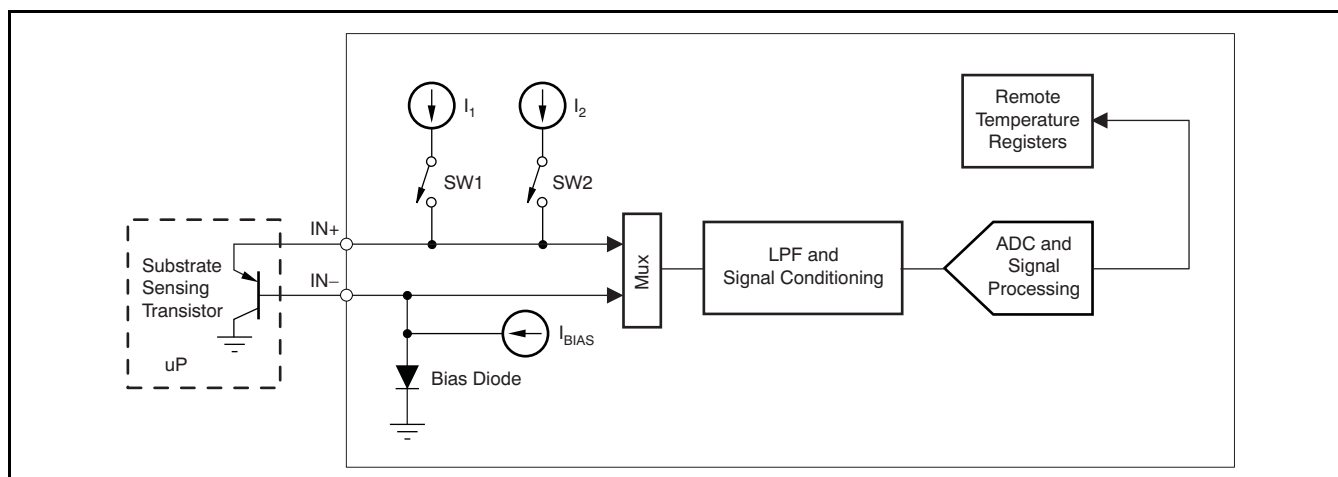 I1
I2
SW1
SW2
Remote
Temperature
Registers
IN+
Substrate
Sensing
Transistor
IN−
uP
Mux
LPF and
Signal Conditioning
ADC and
Signal
Processing
IBIAS
Bias Diode